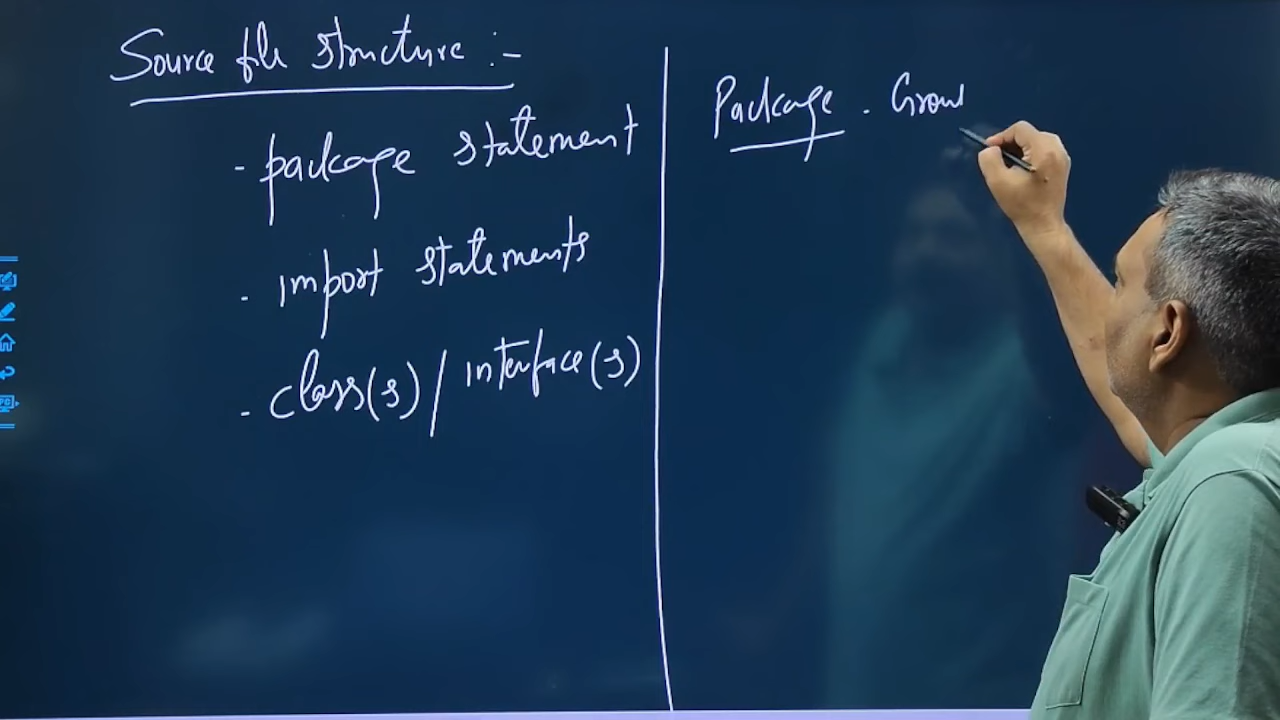 Source file structure :-
- package statement
- import statements
- class(s) / interface(s)
Package - Grou